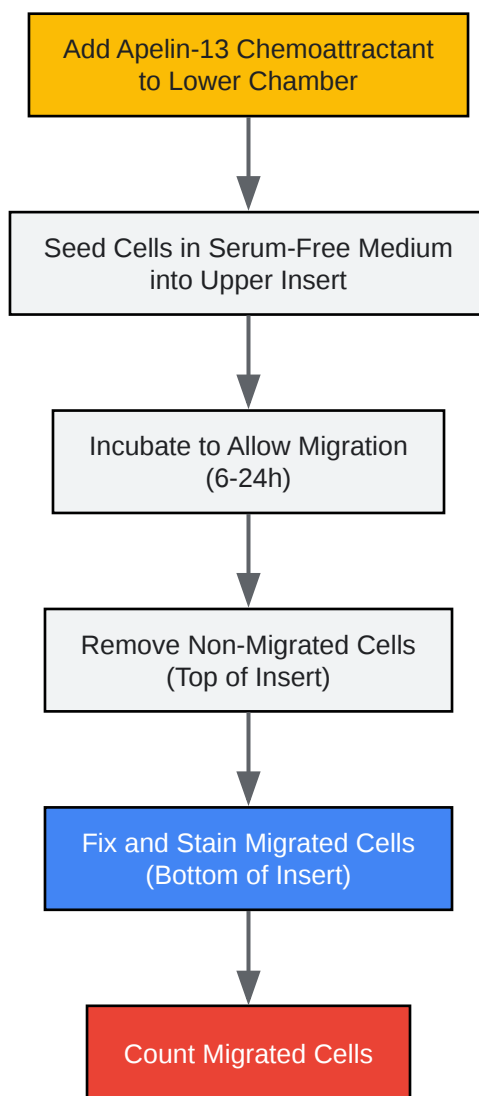 Add Apelin-13 Chemoattractant
to Lower Chamber
Seed Cells in Serum-Free Medium
into Upper Insert
Incubate to Allow Migration
(6-24h)
Remove Non-Migrated Cells
(Top of Insert)
Fix and Stain Migrated Cells
(Bottom of Insert)
Count Migrated Cells